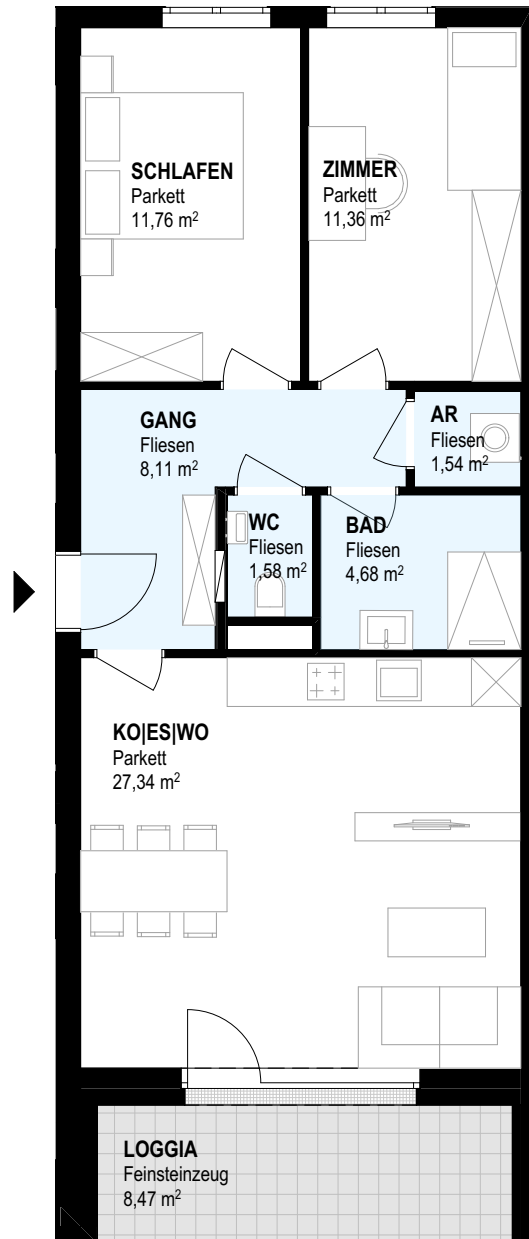 SCHLAFEN
Parkett
11,76 m²
ZIMMER
Parkett
11,36 m²
GANG
Fliesen
8,11 m²
AR
Fliesen
1,54 m²
WC
Fliesen
1,58 m²
BAD
Fliesen
4,68 m²
KO|ES|WO
Parkett
27,34 m²
LOGGIA
Feinsteinzeug
8,47 m²